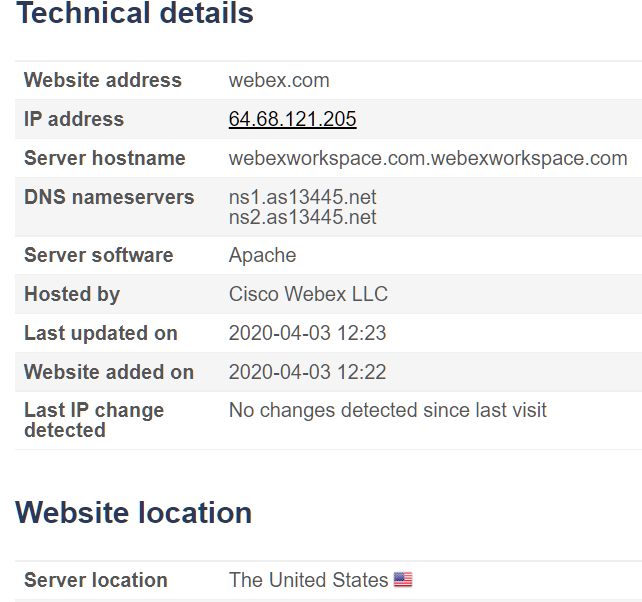 Technical details
Website address webex.com
IP address 64.68.121.205
Server hostname webexworkspace.com.webexworkspace.com
DNS nameservers ns1.as13445.net
ns2.as13445.net
Server software Apache
Hosted by Cisco Webex LLC
Last updated on 2020-04-03 12:23
Website added on 2020-04-03 12:22
Last IP change No changes detected since last visit
detected
Website location
Server location The United States